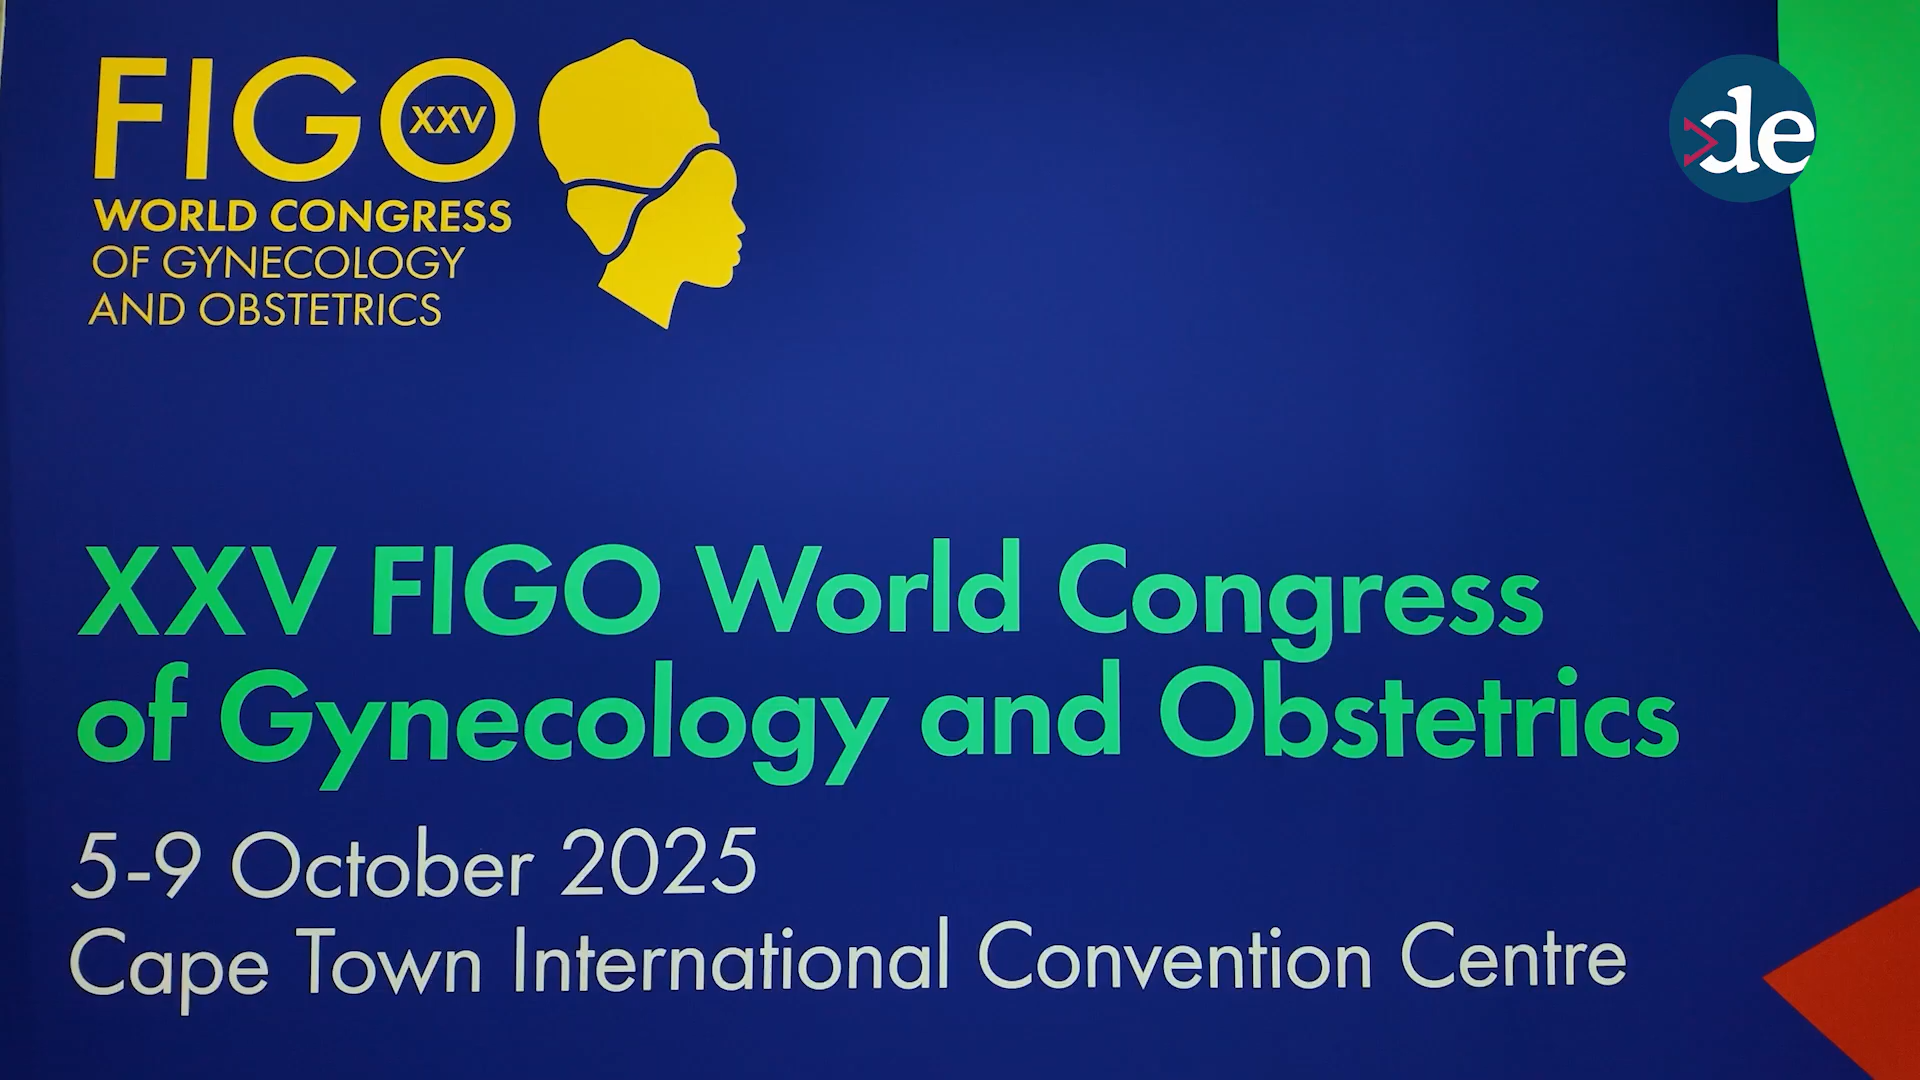 FIGO
XXV
WORLD CONGRESS
OF GYNECOLOGY
AND OBSTETRICS
de
XXV FIGO World Congress
of Gynecology and Obstetrics
5-9 October 2025
Cape Town International Convention Centre